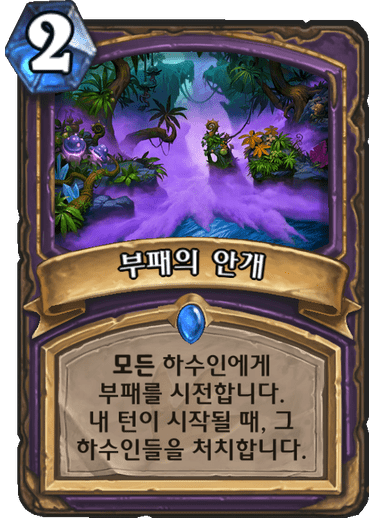 2
부패의 안개
모든 하수인에게
부패를 시전합니다.
내 턴이 시작될 때, 그
하수인들을 처치합니다.